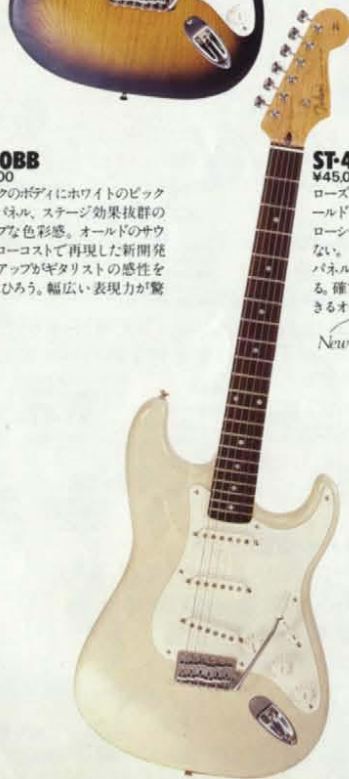 OBB
00
クのボディにホワイトのピック
パネル、ステージ効果抜群の
プな色彩感。オールドのサウ
ローコストで再現した新開発
アップがギタリストの感性を
ひろう。幅広い表現力が驚
ST-4
¥45,0
ローズ
ールド
ローシ
ない。
パネル
る。確
きるオ
New